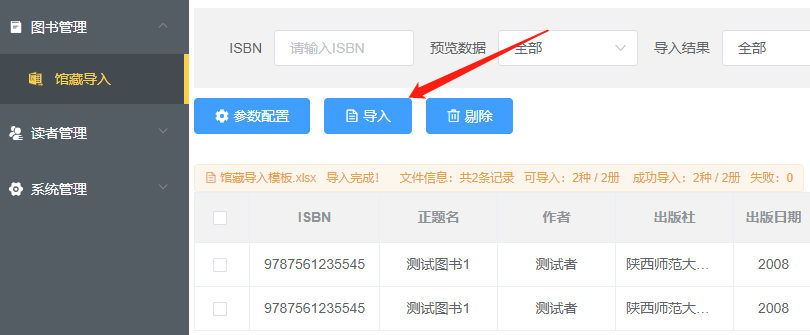 图书管理
馆藏导入
读者管理
系统管理
ISBN 请输入ISBN 预览数据 全部 导入结果 全部
参数配置 导入 剔除
馆藏导入模板.xlsx 导入完成! 文件信息：共2条记录 可导入：2种 / 2册 成功导入：2种 / 2册 失败：0
ISBN 正题名 作者 出版社 出版日期
9787561235545 测试图书1 测试者 陕西师范大... 2008
9787561235545 测试图书1 测试者 陕西师范大... 2008